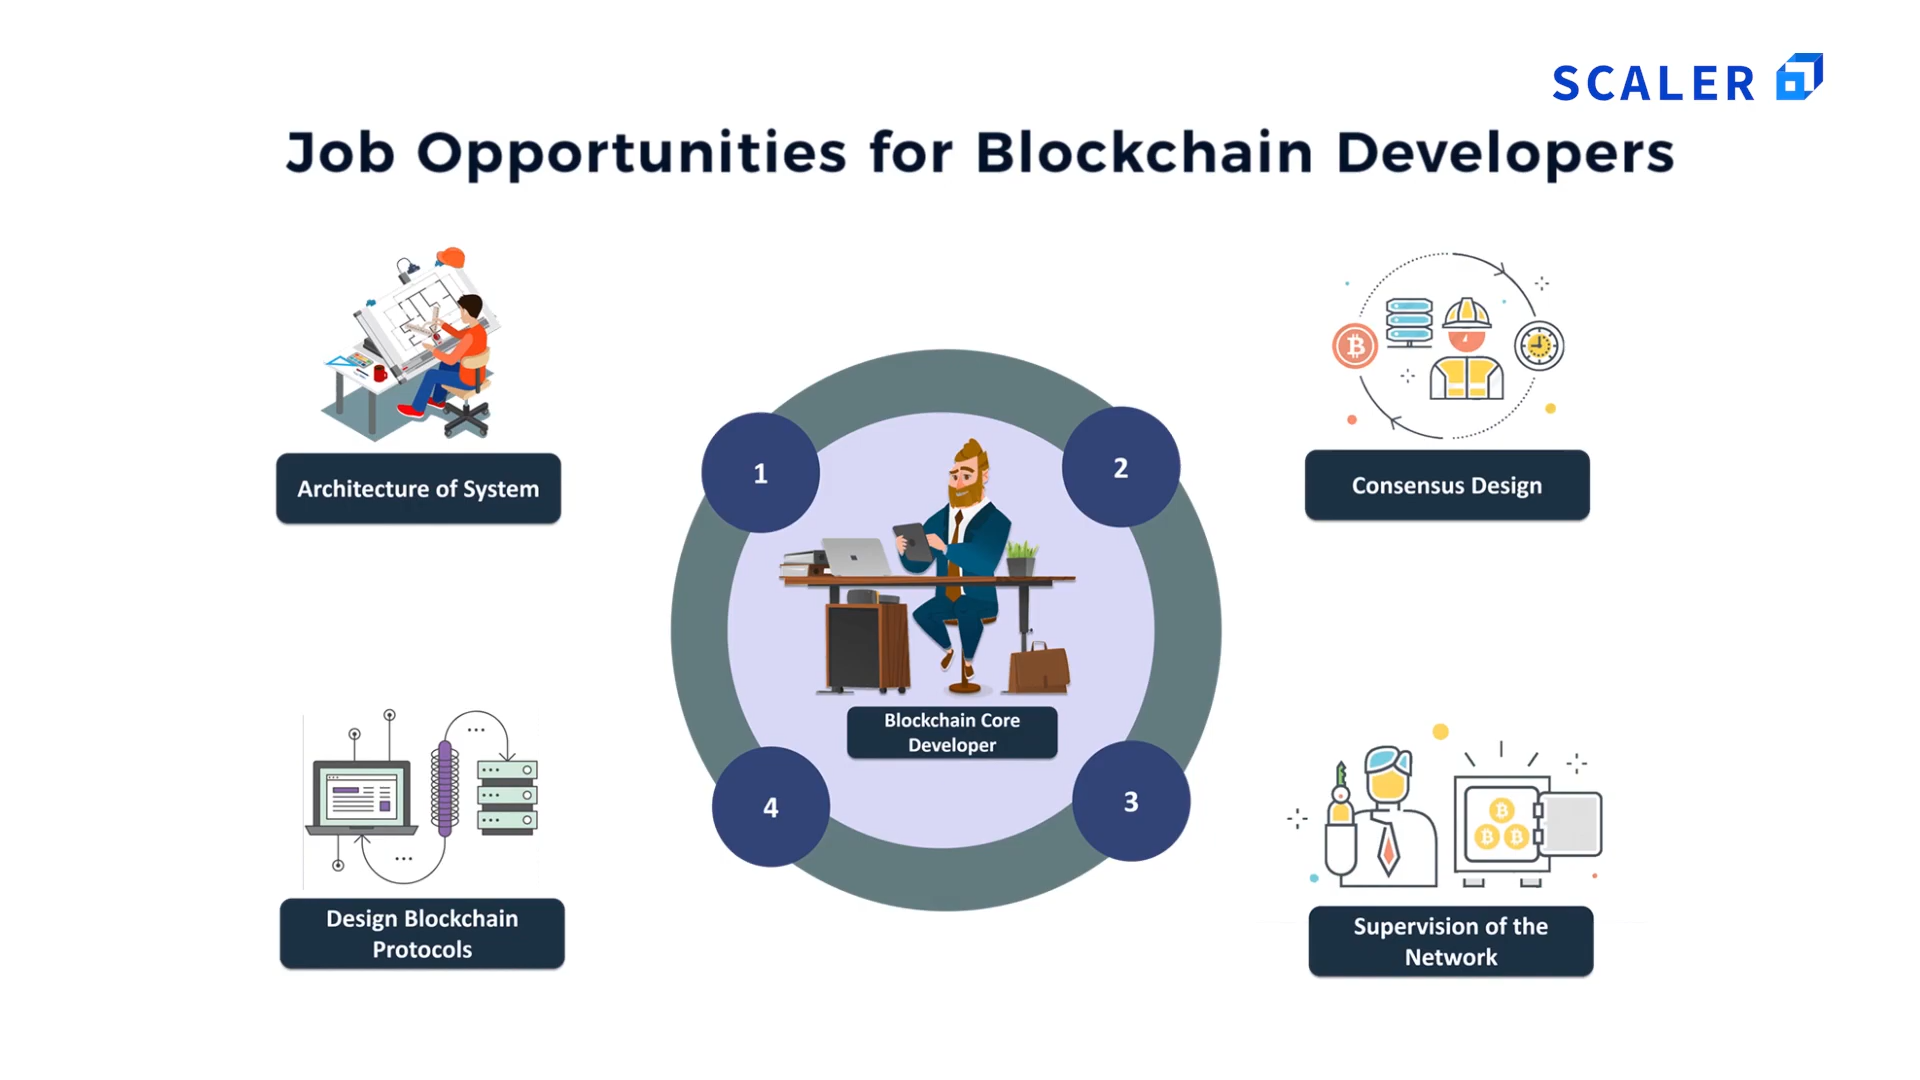 SCALER
Job Opportunities for Blockchain Developers
1
Architecture of System
2
Consensus Design
Blockchain Core
Developer
3
Supervision of the
Network
4
Design Blockchain
Protocols